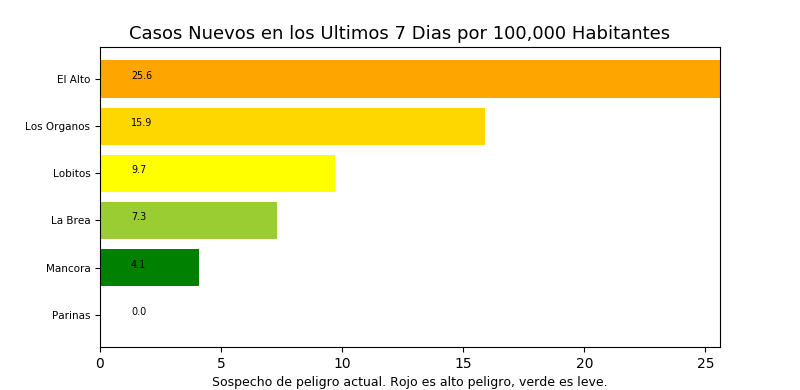 Casos Nuevos en los Ultimos 7 Dias por 100,000 Habitantes
El Alto 25.6
Los Organos 15.9
Lobitos 9.7
La Brea 7.3
Mancora 4.1
Parinas 0.0
0 5 10 15 20 25
Sospecho de peligro actual. Rojo es alto peligro, verde es leve.